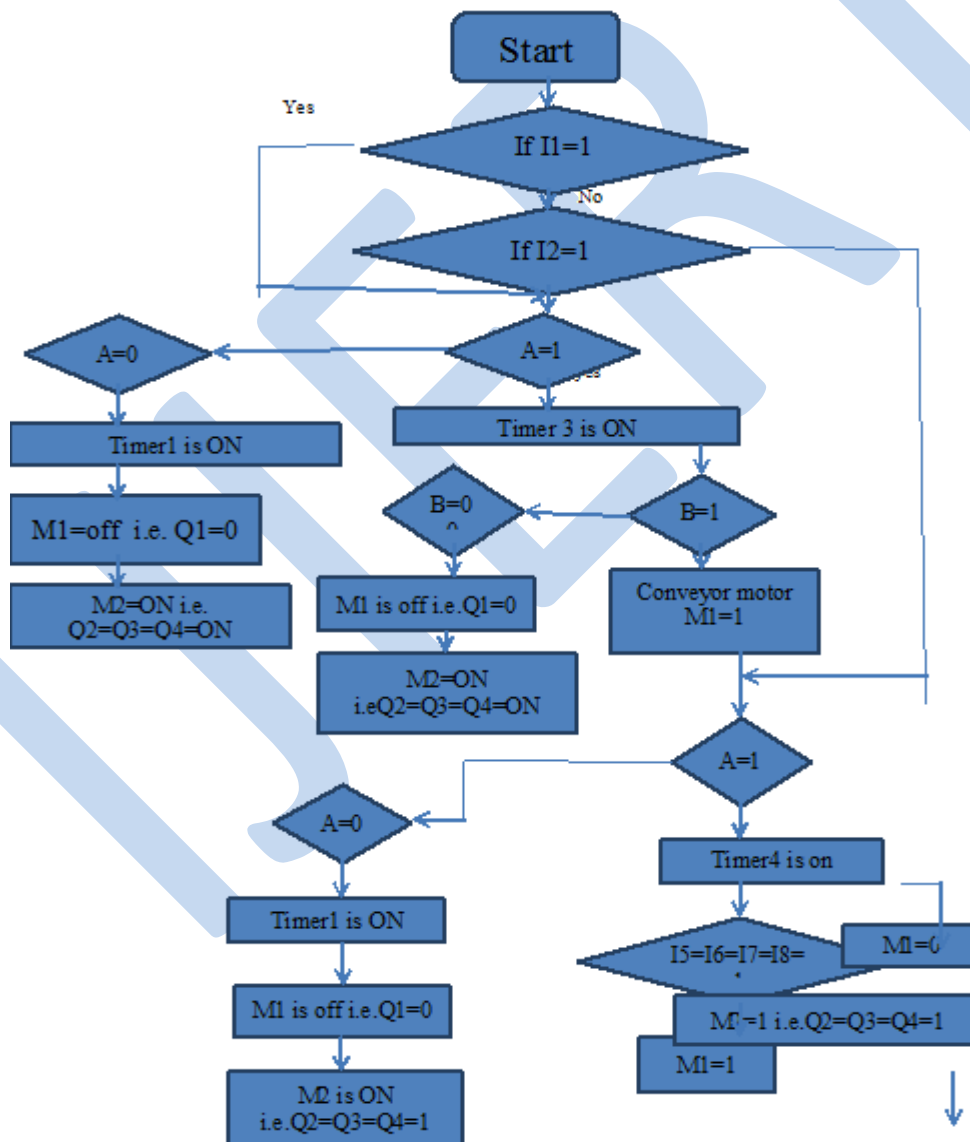 Start
Yes
If I1=1
No
If I2=1
A=0
A=1
yes
Timer1 is ON
Timer 3 is ON
B=0
B=1
M1=off i.e. Q1=0
M1 is off i.e.Q1=0
Conveyor motor
M1=1
M2=ON i.e.
Q2=Q3=Q4=ON
M2=ON
i.eQ2=Q3=Q4=ON
A=1
A=0
Timer4 is on
Timer1 is ON
I5=I6=I7=I8=
M1=0
M1 is off i.e.Q1=0
=1 i.e.Q2=Q3=Q4=1
M1=1
M2 is ON
i.e.Q2=Q3=Q4=1